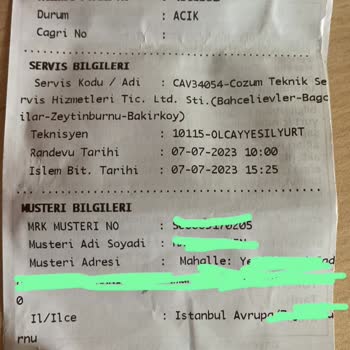 Durum : ACIK
Cagri No :
SERVIS BILGILERI
Servis Kodu / Adi : CAV34054-Cozum Teknik Se
rvis Hizmetleri Tic. Ltd. Sti.(Bahcelievler-Bagc
ilar-Zeytinburnu-Bakirkoy)
Teknisyen : 10115-OLCAYYESILYURT
Randevu Tarihi : 07-07-2023 10:00
Islem Bit. Tarihi : 07-07-2023 15:25
MUSTERI BILGILERI
MRK MUSTERI NO :
Musteri Adi Soyadi :
Musteri Adresi : Mahalle:
0
Il/Ilce : Istanbul Avrupa/
rnu